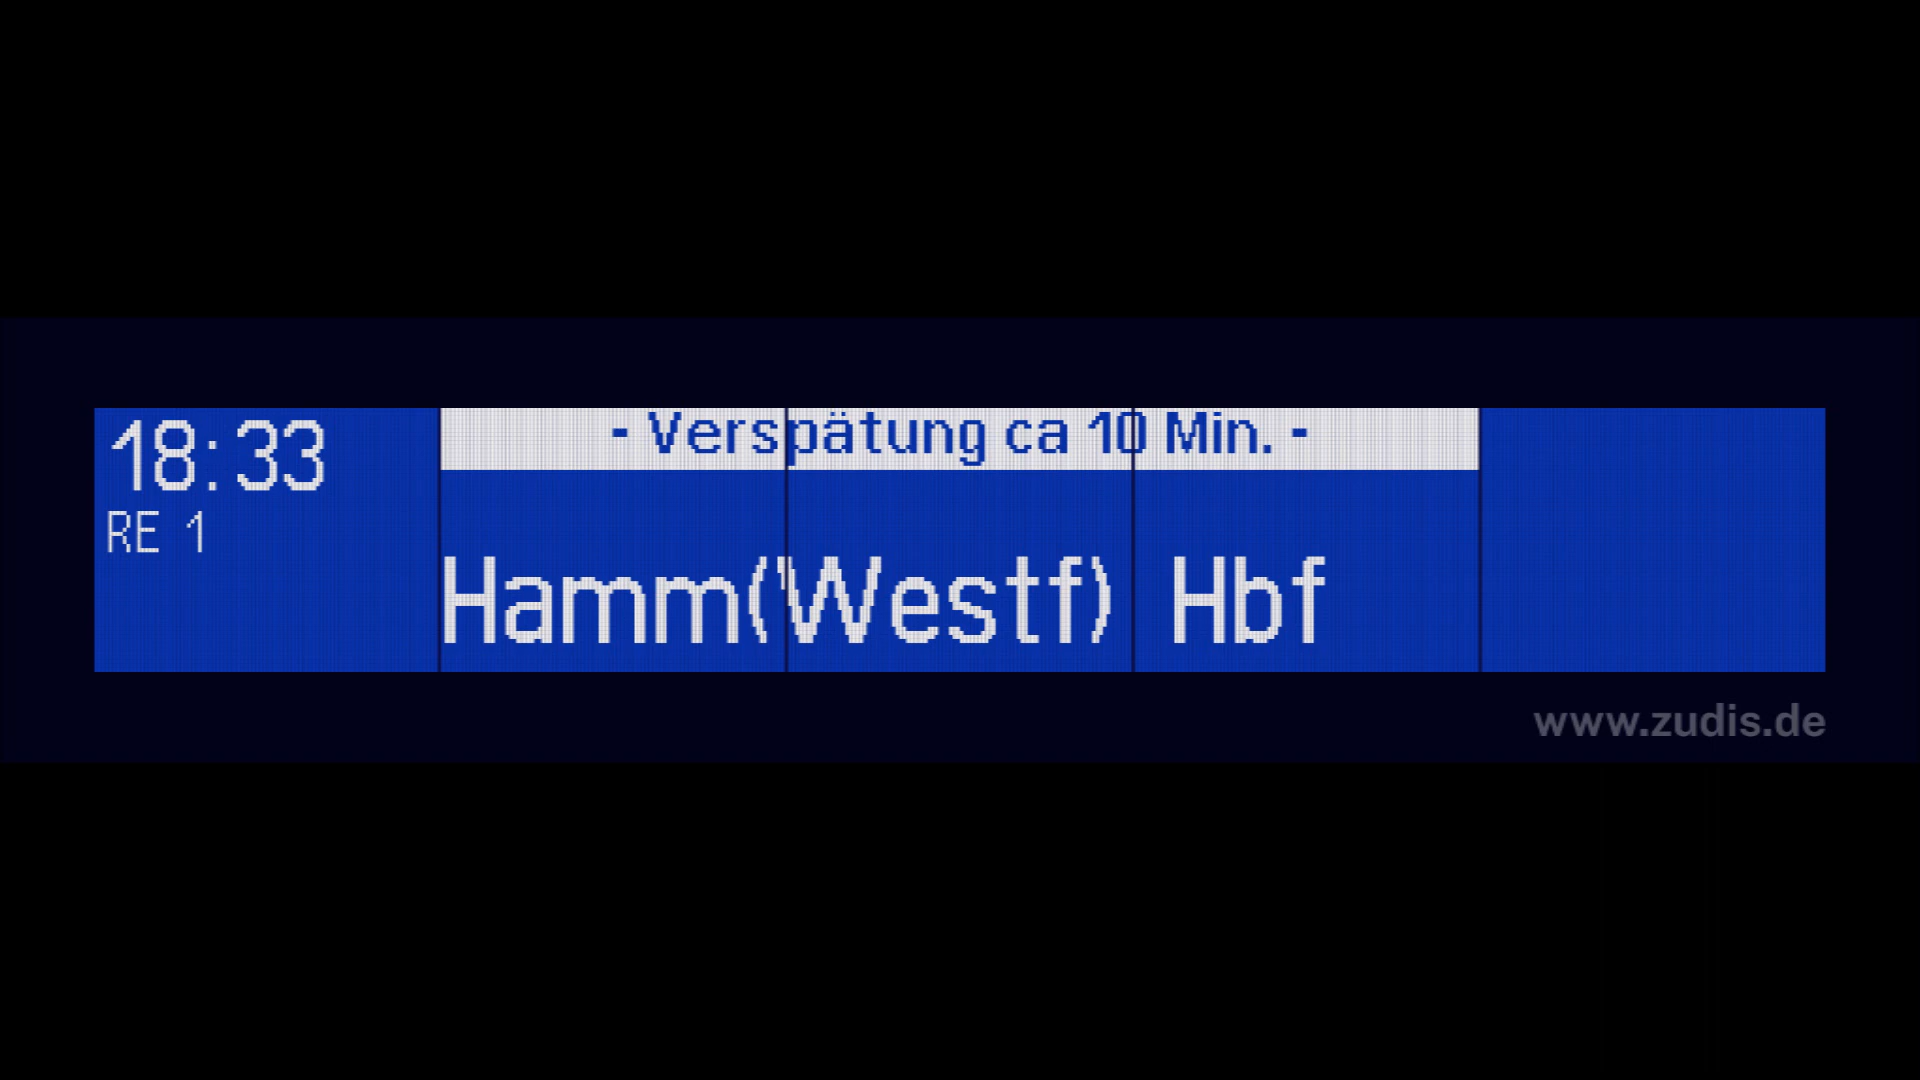 18:33
- Verspätung ca 10 Min. -
RE 1
Hamm(Westf) Hbf
www.zudis.de